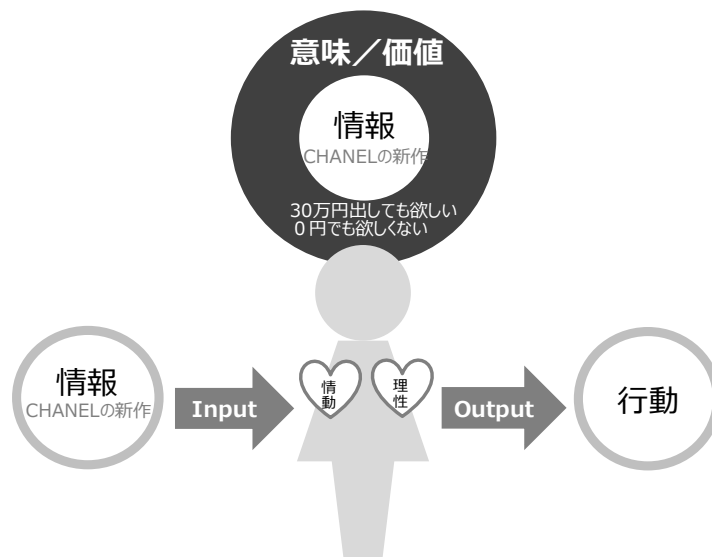 意味／価値
情報
CHANELの新作
30万円出しても欲しい
0円でも欲しくない
情報
CHANELの新作
Input
情動
理性
Output
行動